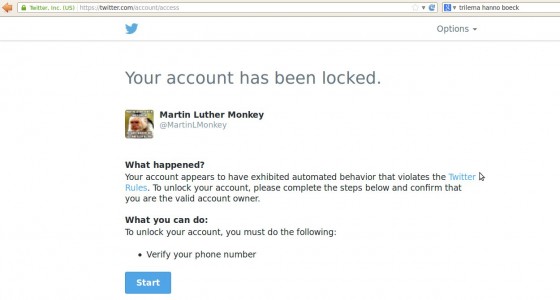 Twitter, Inc. (US) https://twitter.com/account/access trilema hanno boeck
Options
Your account has been locked.
Martin Luther Monkey
@MartinLMonkey
What happened?
Your account appears to have exhibited automated behavior that violates the Twitter
Rules. To unlock your account, please complete the steps below and confirm that
you are the valid account owner.
What you can do:
To unlock your account, you must do the following:
• Verify your phone number
Start